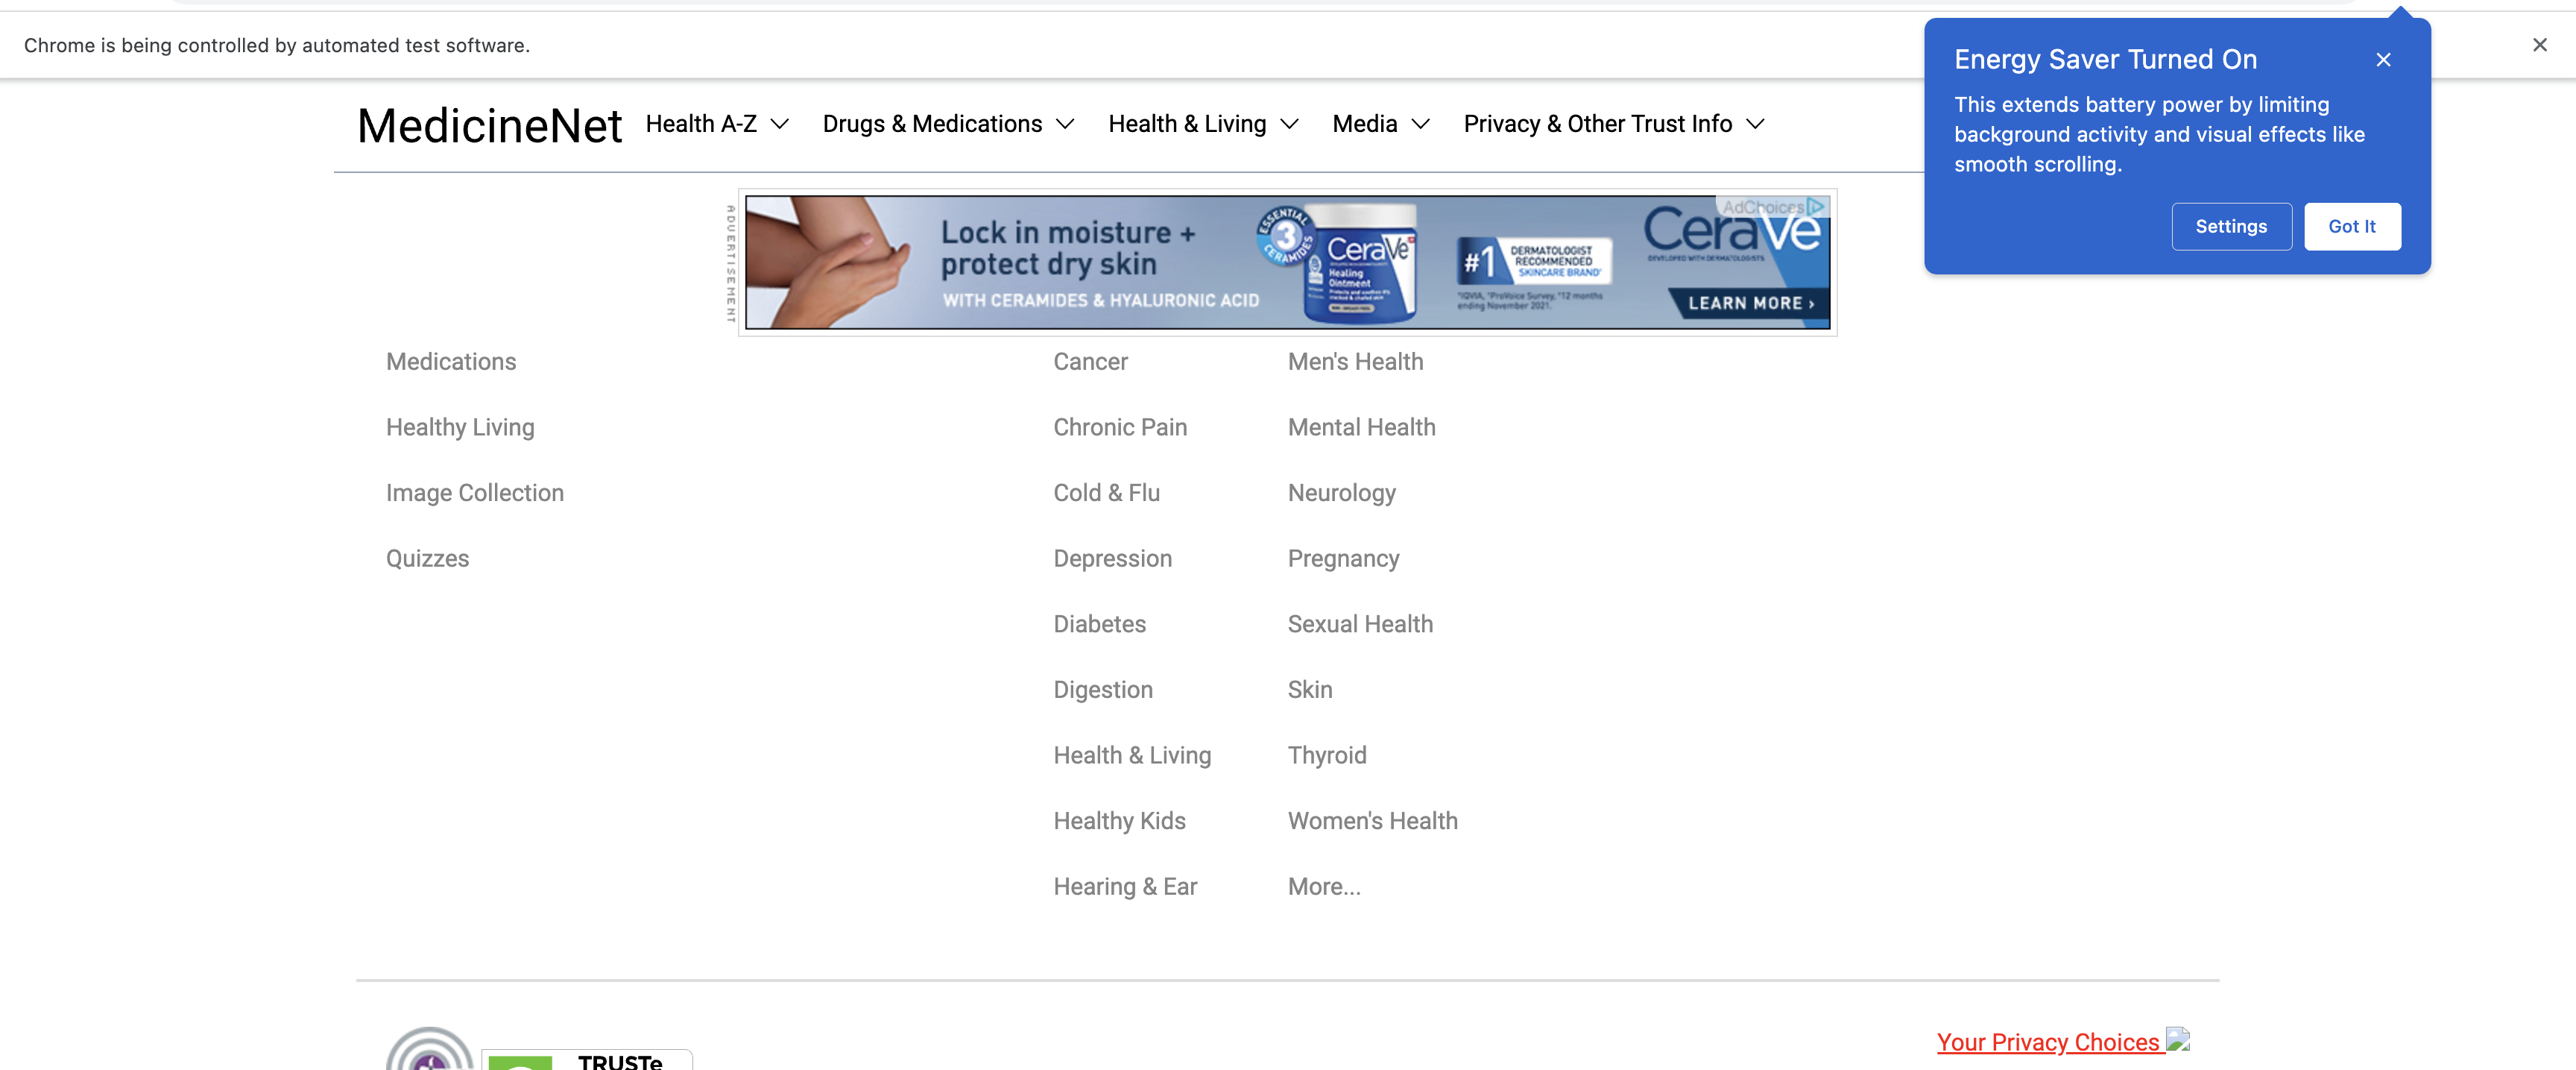 Chrome is being controlled by automated test software.
Energy Saver Turned On
This extends battery power by limiting
background activity and visual effects like
smooth scrolling.
Settings
Got It
MedicineNet
Health A-Z
Drugs & Medications
Health & Living
Media
Privacy & Other Trust Info
ADVERTISEMENT
Lock in moisture +
protect dry skin
WITH CERAMIDES & HYALURONIC ACID
ESSENTIAL
3
CERAMIDES
CeraVe
Healing
Ointment
#1
DERMATOLOGIST
RECOMMENDED
SKINCARE BRAND*
*IQVIA, *ProVoice Survey, *12 months
ending November 2021.
AdChoices
CeraVe
DEVELOPED WITH DERMATOLOGISTS
LEARN MORE ›
Medications
Healthy Living
Image Collection
Quizzes
Cancer
Chronic Pain
Cold & Flu
Depression
Diabetes
Digestion
Health & Living
Healthy Kids
Hearing & Ear
Men's Health
Mental Health
Neurology
Pregnancy
Sexual Health
Skin
Thyroid
Women's Health
More...
TRUSTe
Your Privacy Choices